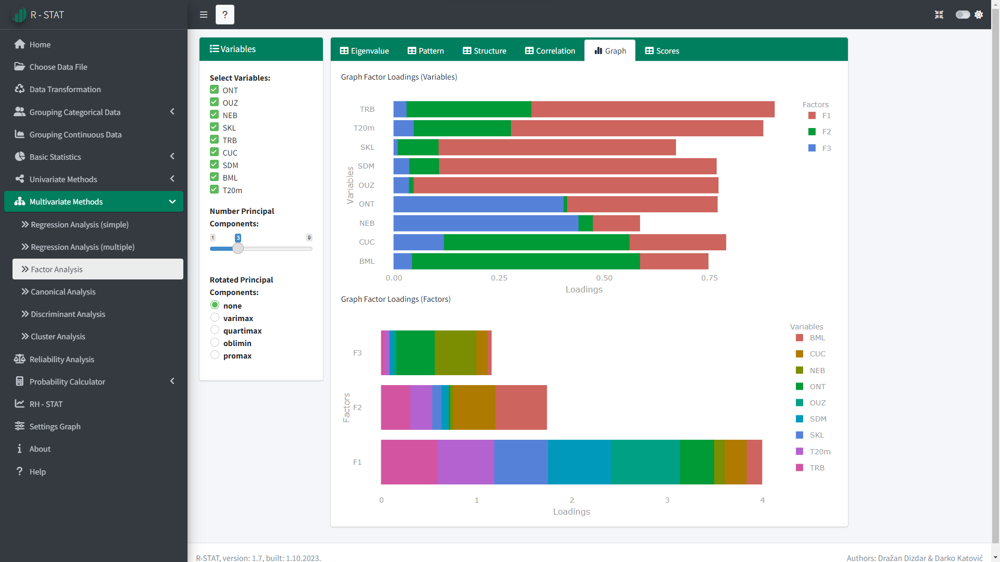 R - STAT
?
Home
Choose Data File
Data Transformation
Grouping Categorical Data
Grouping Continuous Data
Basic Statistics
Univariate Methods
Multivariate Methods
Regression Analysis (simple)
Regression Analysis (multiple)
Factor Analysis
Canonical Analysis
Discriminant Analysis
Cluster Analysis
Reliability Analysis
Probability Calculator
RH - STAT
Settings Graph
About
Help
Variables
Select Variables:
ONT
OUZ
NEB
SKL
TRB
CUC
SDM
BML
T20m
Number Principal
Components:
1 3 9
Rotated Principal
Components:
none
varimax
quartimax
oblimin
promax
Eigenvalue Pattern Structure Correlation Graph Scores
Graph Factor Loadings (Variables)
Variables
TRB
T20m
SKL
SDM
OUZ
ONT
NEB
CUC
BML
0.00 0.25 0.50 0.75
Loadings
Factors
F1
F2
F3
Graph Factor Loadings (Factors)
Factors
F3
F2
F1
0 1 2 3 4
Loadings
Variables
BML
CUC
NEB
ONT
OUZ
SDM
SKL
T20m
TRB
R-STAT, version: 1.7, built: 1.10.2023.
Authors: Dražan Dizdar & Darko Katović